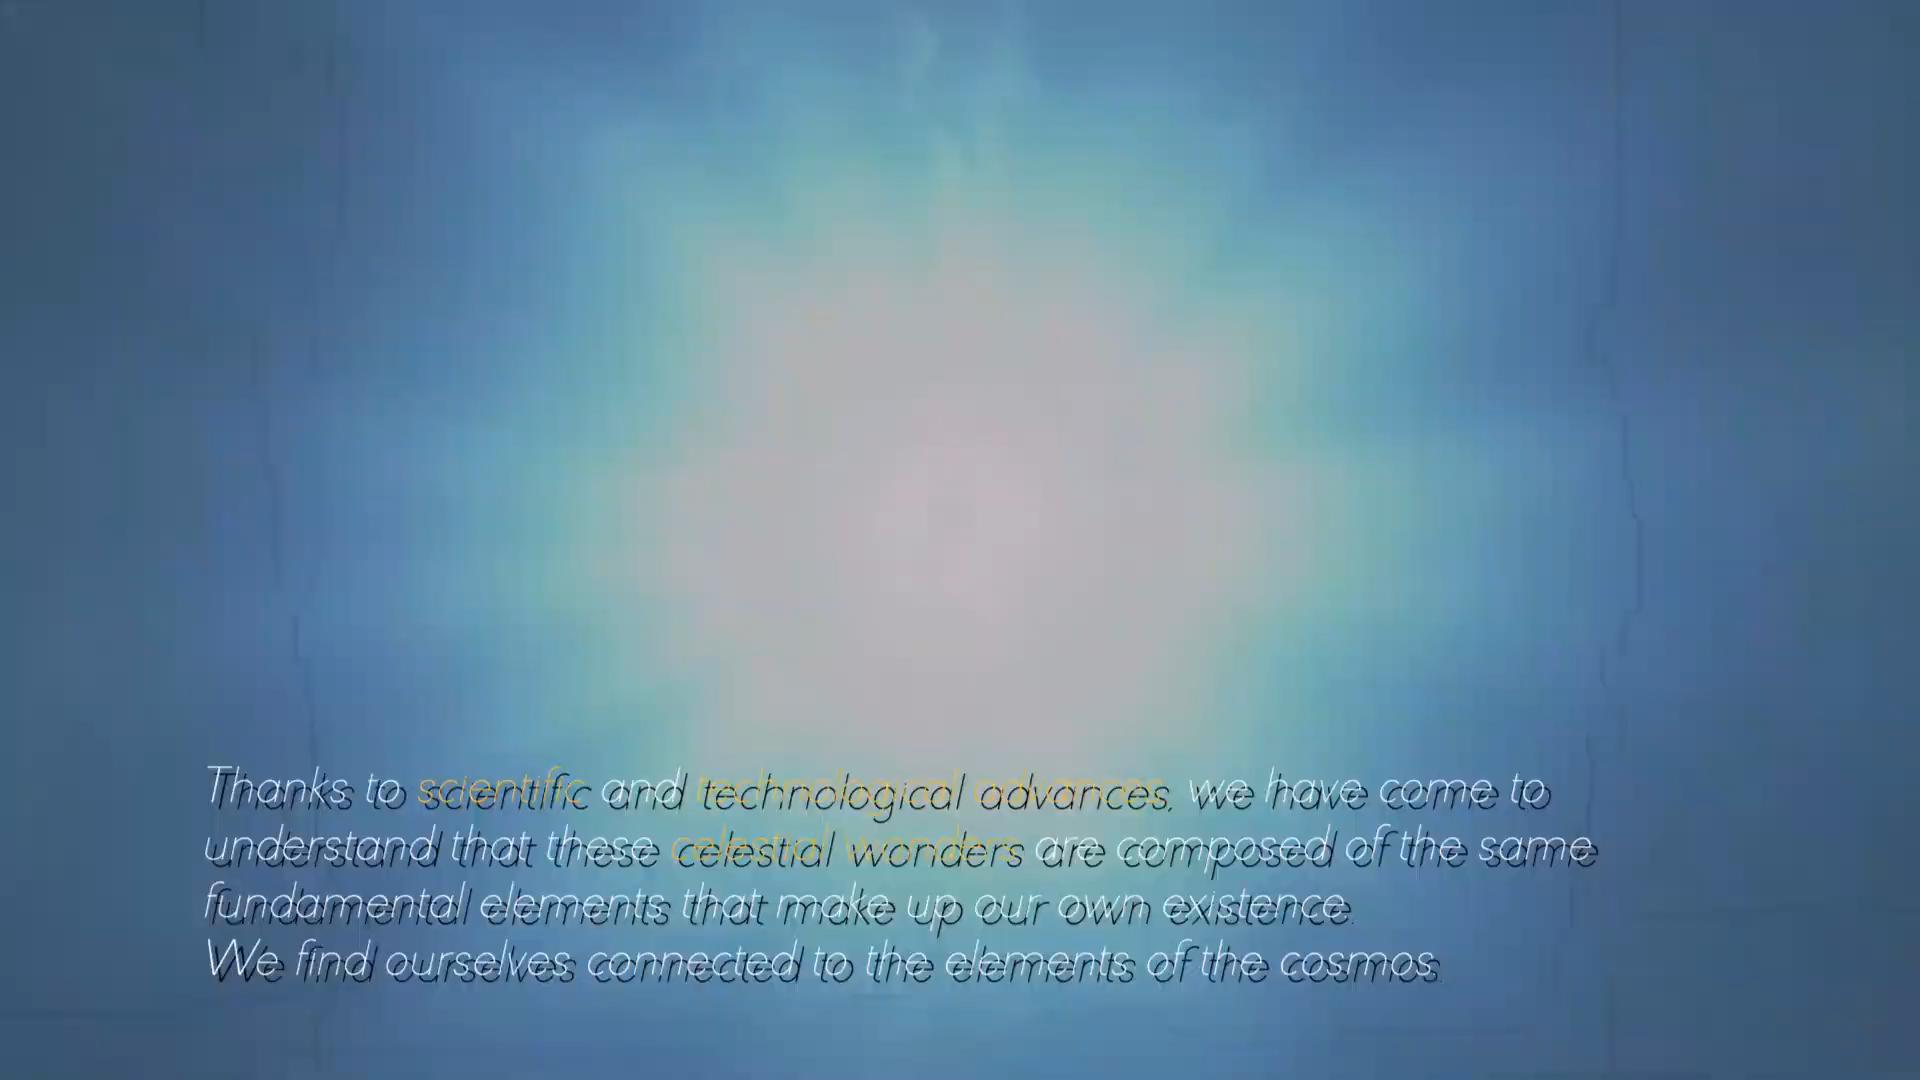 Thanks to scientific and technological advances, we have come to
understand that these celestial wonders are composed of the same
fundamental elements that make up our own existence.
We find ourselves connected to the elements of the cosmos.